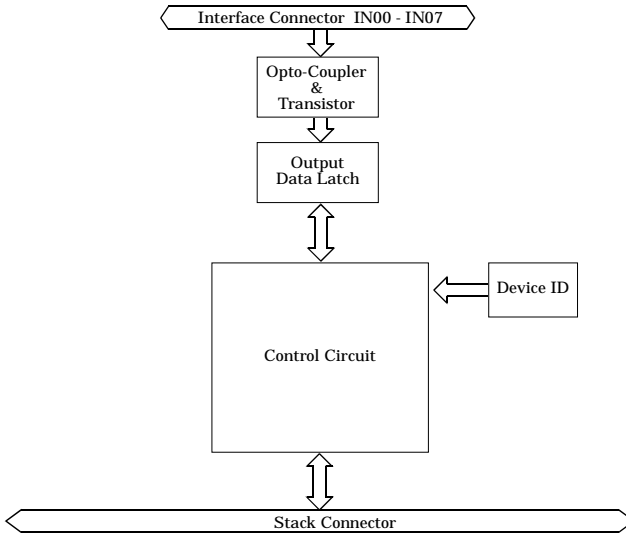 Interface Connector IN00 - IN07
Opto-Coupler
&
Transistor
Output
Data Latch
Device ID
Control Circuit
Stack Connector